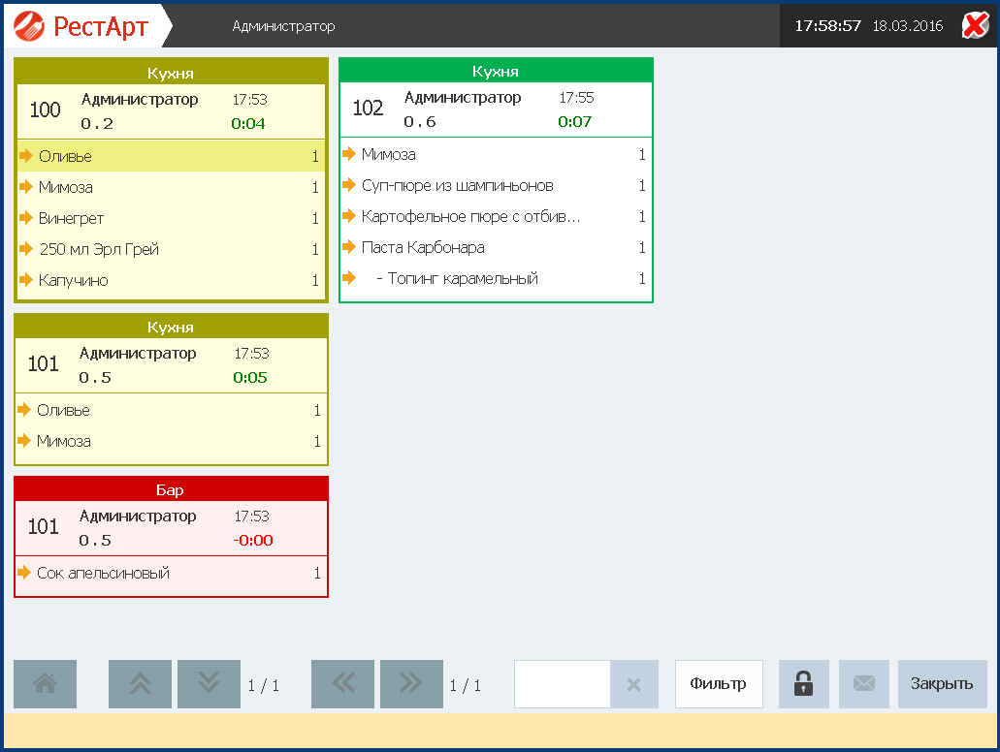 РестАрт
Администратор
17:58:57 18.03.2016
Кухня
100 Администратор 17:53
0 . 2 0:04
Оливье 1
Мимоза 1
Винегрет 1
250 мл Эрл Грей 1
Капучино 1
Кухня
102 Администратор 17:55
0 . 6 0:07
Мимоза 1
Суп-пюре из шампиньонов 1
Картофельное пюре с отбив... 1
Паста Карбонара 1
- Топинг карамельный 1
Кухня
101 Администратор 17:53
0 . 5 0:05
Оливье 1
Мимоза 1
Бар
101 Администратор 17:53
0 . 5 -0:00
Сок апельсиновый 1
1 / 1 1 / 1 Фильтр Закрыть